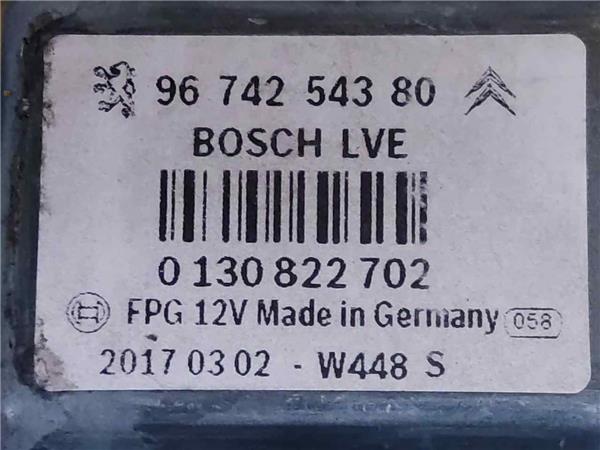 96 742 543 80
BOSCH LVE
0 130 822 702
FPG 12V Made in Germany 058
2017 03 02 - W448 S